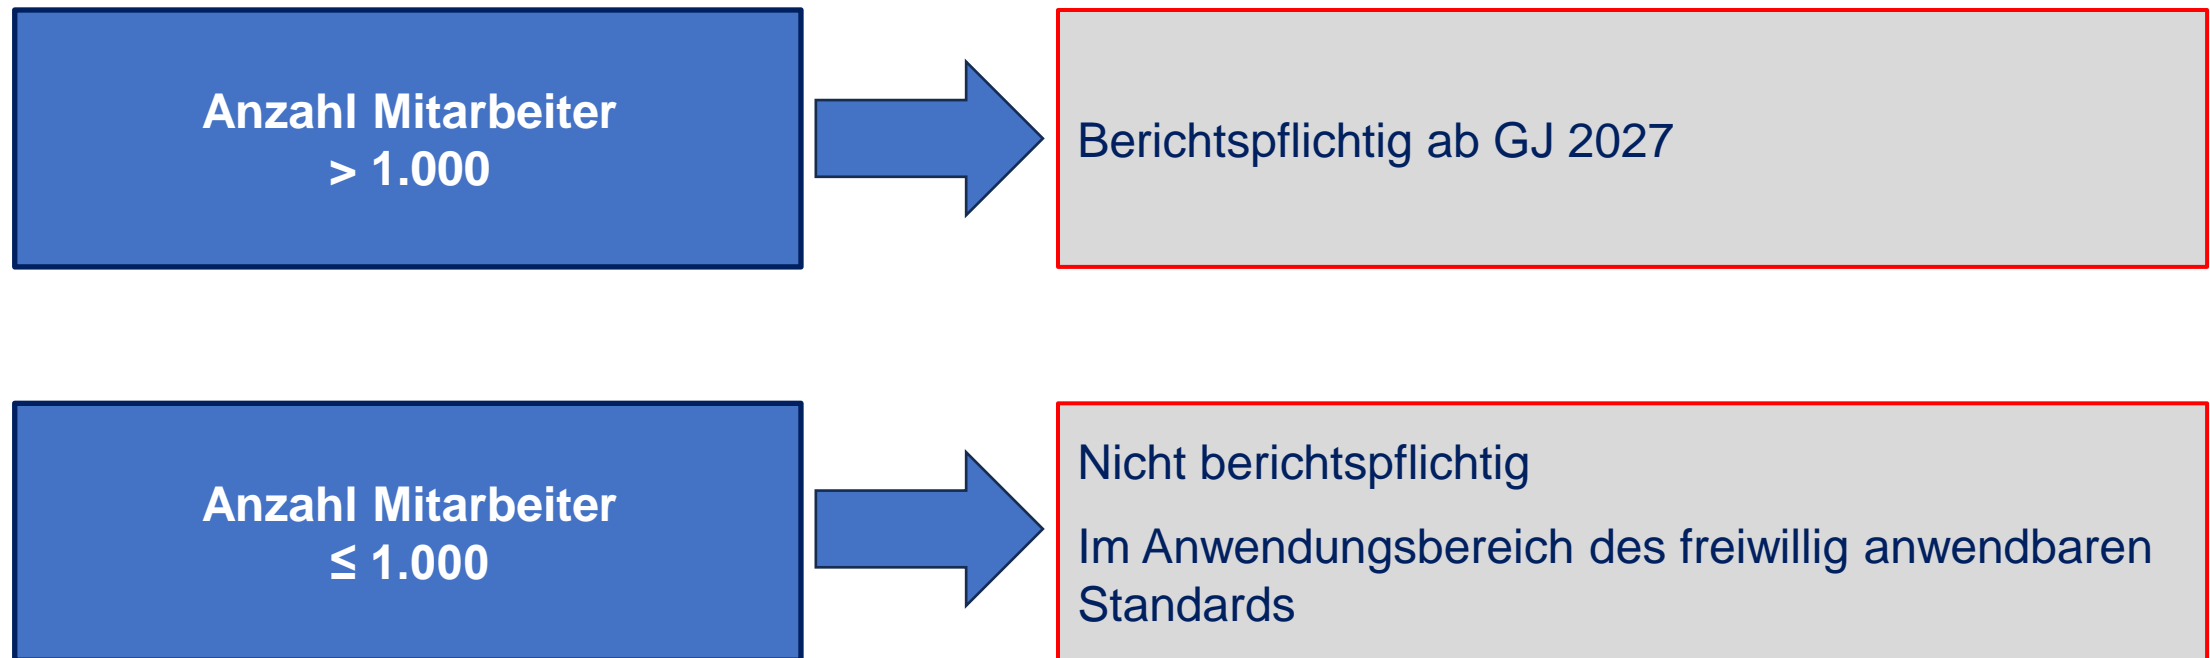 Anzahl Mitarbeiter
> 1.000
Berichtspflichtig ab GJ 2027
Anzahl Mitarbeiter
≤ 1.000
Nicht berichtspflichtig
Im Anwendungsbereich des freiwillig anwendbaren
Standards